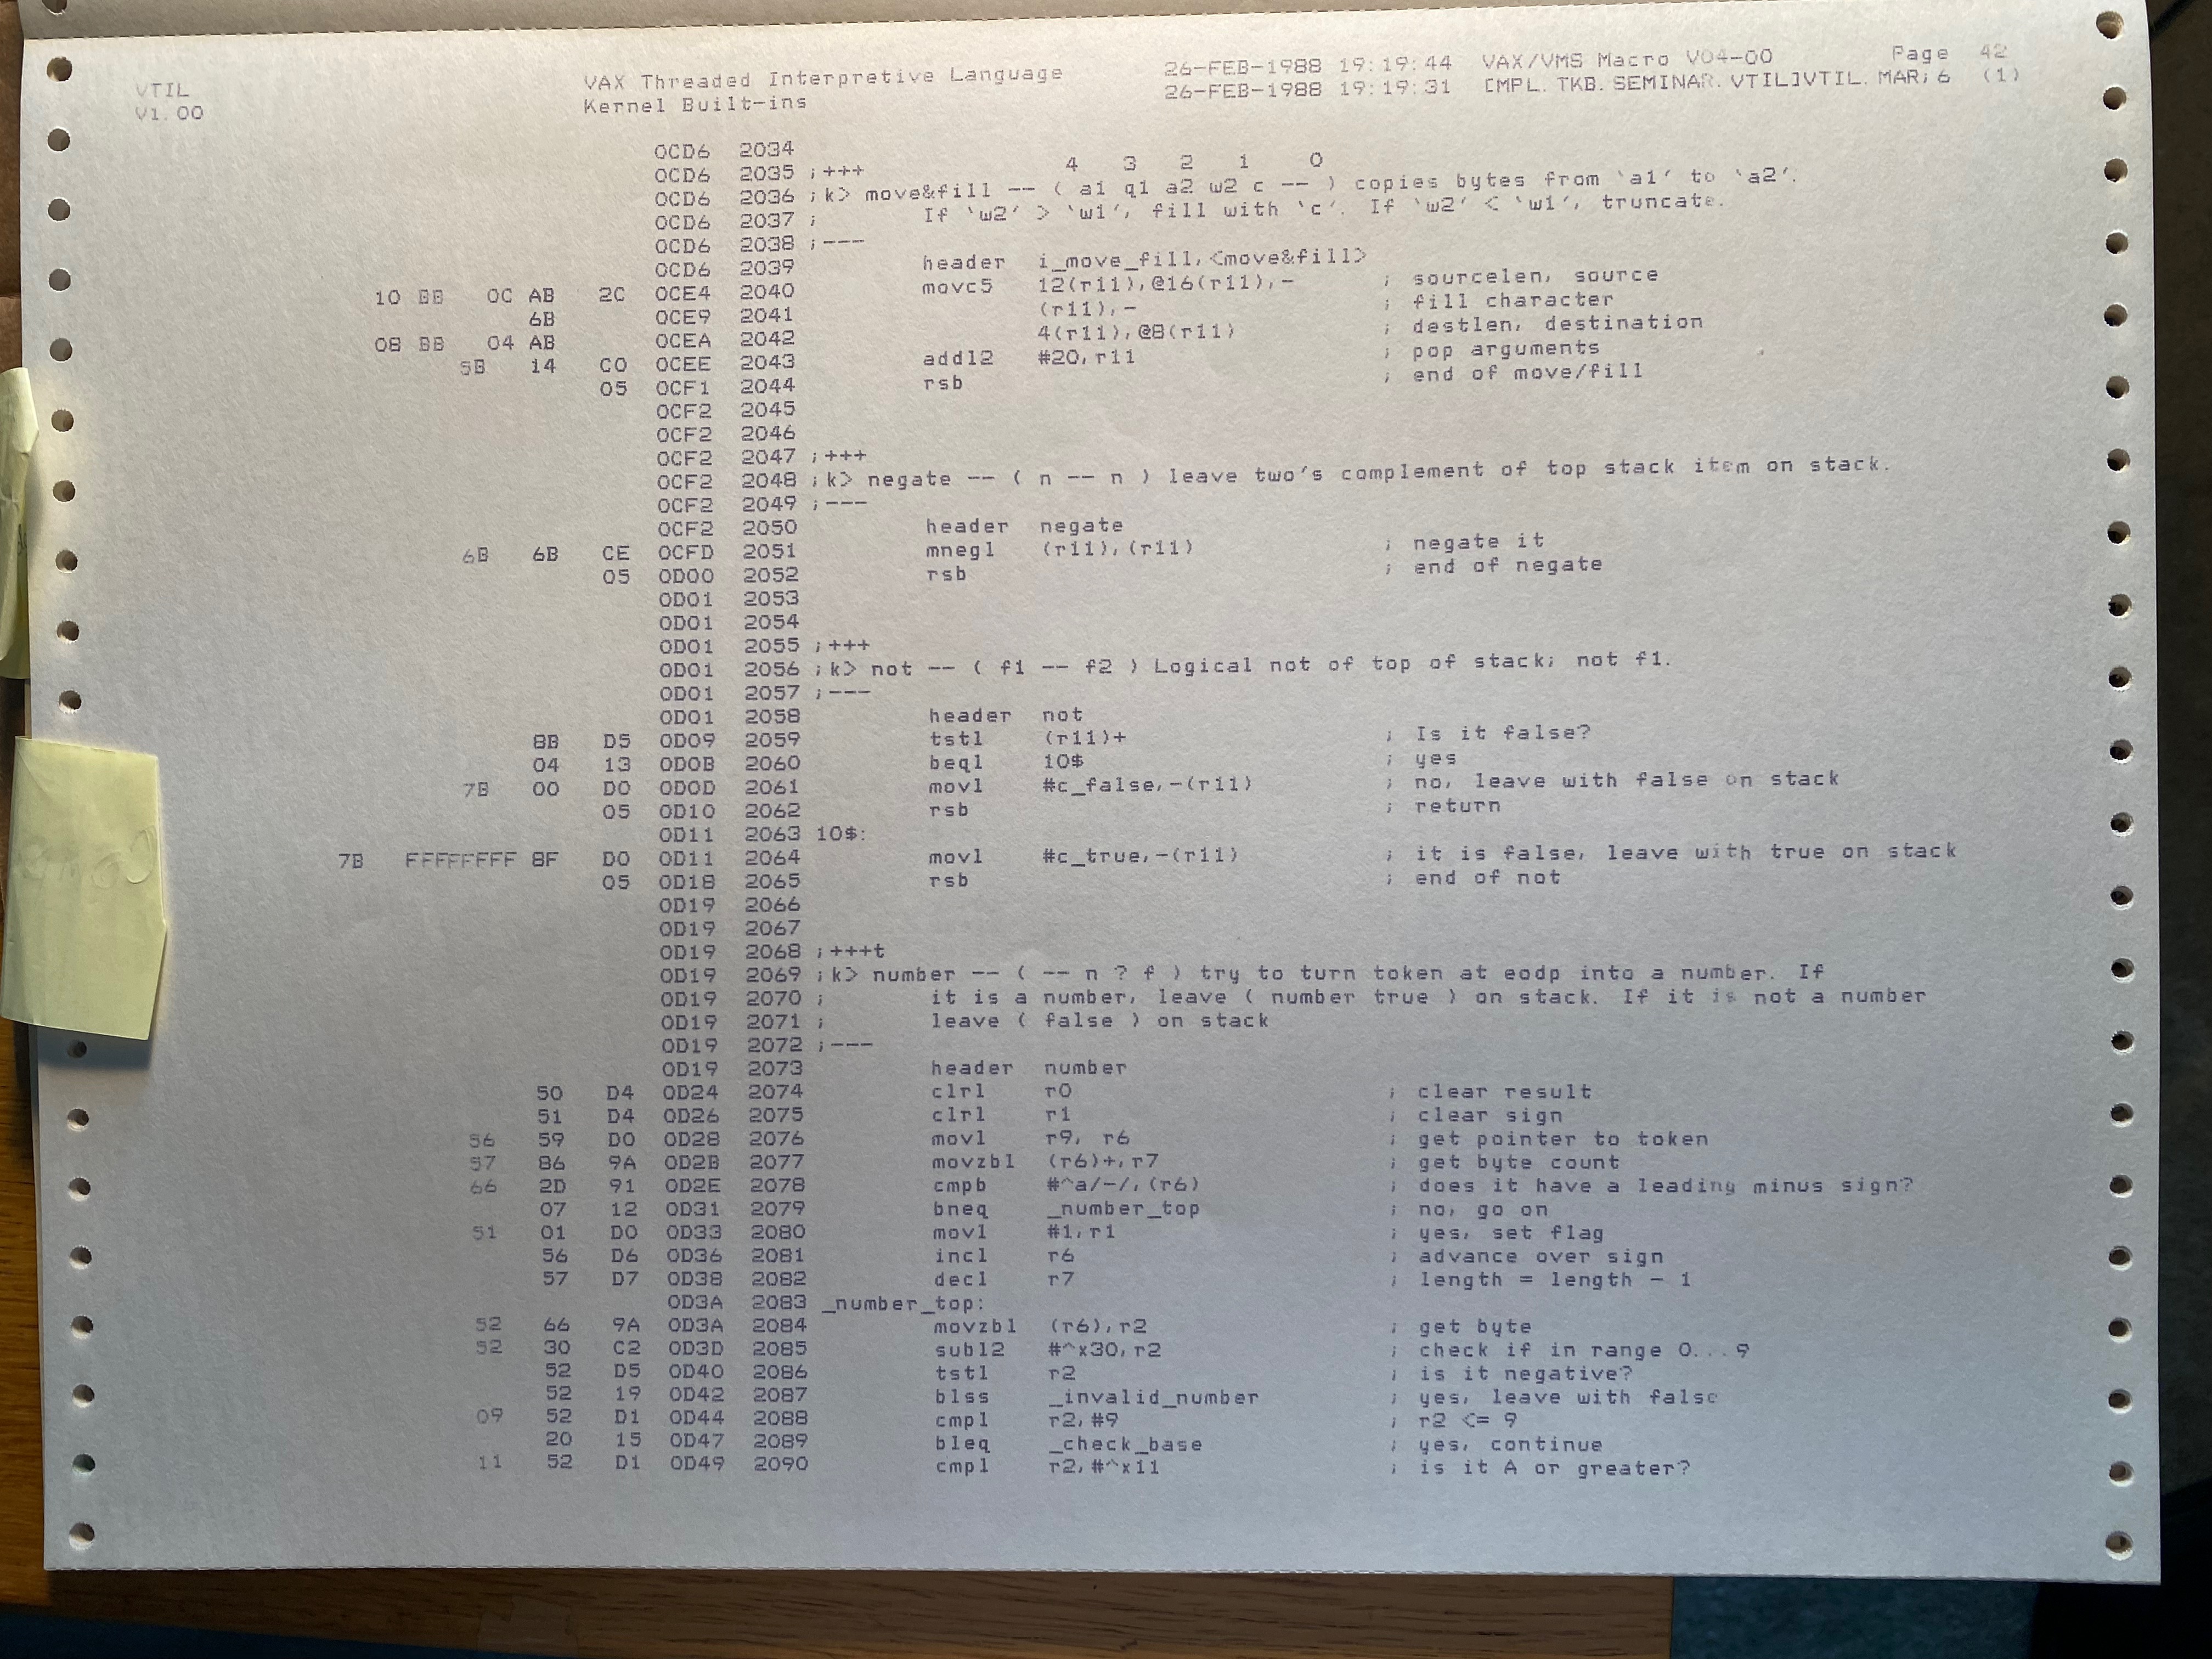 VTIL VAX Threaded Interpretive Language 26-FEB-1988 19:19:44 VAX/VMS Macro V04-00 Page 42
V1.00 Kernel Built-ins 26-FEB-1988 19:19:31 [MPL.TKB.SEMINAR.VTIL]VTIL.MAR;6 (1)
0CD6 2034
4 3 2 1 0
0CD6 2035 ;+++
0CD6 2036 ;k> move&fill -- ( a1 q1 a2 w2 c -- ) copies bytes from `a1' to `a2'.
0CD6 2037 ; If `w2' > `w1', fill with `c'. If `w2' < `w1', truncate.
0CD6 2038 ;---
0CD6 2039 header i_move_fill,<move&fill>
10 BB 0C AB 2C 0CE4 2040 movc5 12(r11),@16(r11),- ; sourcelen, source
6B 0CE9 2041 (r11),- ; fill character
08 BB 04 AB 0CEA 2042 4(r11),@8(r11) ; destlen, destination
5B 14 C0 0CEE 2043 addl2 #20,r11 ; pop arguments
05 0CF1 2044 rsb ; end of move/fill
0CF2 2045
0CF2 2046
0CF2 2047 ;+++
0CF2 2048 ;k> negate -- ( n -- n ) leave two's complement of top stack item on stack.
0CF2 2049 ;---
0CF2 2050 header negate
6B 6B CE 0CFD 2051 mnegl (r11),(r11) ; negate it
05 0D00 2052 rsb ; end of negate
0D01 2053
0D01 2054
0D01 2055 ;+++
0D01 2056 ;k> not -- ( f1 -- f2 ) Logical not of top of stack; not f1.
0D01 2057 ;---
0D01 2058 header not
8B D5 0D09 2059 tstl (r11)+ ; Is it false?
04 13 0D0B 2060 beql 10$ ; yes
7B 00 D0 0D0D 2061 movl #c_false,-(r11) ; no, leave with false on stack
05 0D10 2062 rsb ; return
0D11 2063 10$:
7B FFFFFFFF 8F D0 0D11 2064 movl #c_true,-(r11) ; it is false, leave with true on stack
05 0D18 2065 rsb ; end of not
0D19 2066
0D19 2067
0D19 2068 ;+++t
0D19 2069 ;k> number -- ( -- n ? f ) try to turn token at eodp into a number. If
0D19 2070 ; it is a number, leave ( number true ) on stack. If it is not a number
0D19 2071 ; leave ( false ) on stack
0D19 2072 ;---
0D19 2073 header number
50 D4 0D24 2074 clrl r0 ; clear result
51 D4 0D26 2075 clrl r1 ; clear sign
56 59 D0 0D28 2076 movl r9, r6 ; get pointer to token
57 86 9A 0D2B 2077 movzbl (r6)+,r7 ; get byte count
66 2D 91 0D2E 2078 cmpb #^a/-/,(r6) ; does it have a leading minus sign?
07 12 0D31 2079 bneq _number_top ; no, go on
51 01 D0 0D33 2080 movl #1,r1 ; yes, set flag
56 D6 0D36 2081 incl r6 ; advance over sign
57 D7 0D38 2082 decl r7 ; length = length - 1
0D3A 2083 _number_top:
52 66 9A 0D3A 2084 movzbl (r6),r2 ; get byte
52 30 C2 0D3D 2085 subl2 #^x30,r2 ; check if in range 0...9
52 D5 0D40 2086 tstl r2 ; is it negative?
52 19 0D42 2087 blss _invalid_number ; yes, leave with false
09 52 D1 0D44 2088 cmpl r2,#9 ; r2 <= 9
20 15 0D47 2089 bleq _check_base ; yes, continue
11 52 D1 0D49 2090 cmpl r2,#^x11 ; is it A or greater?